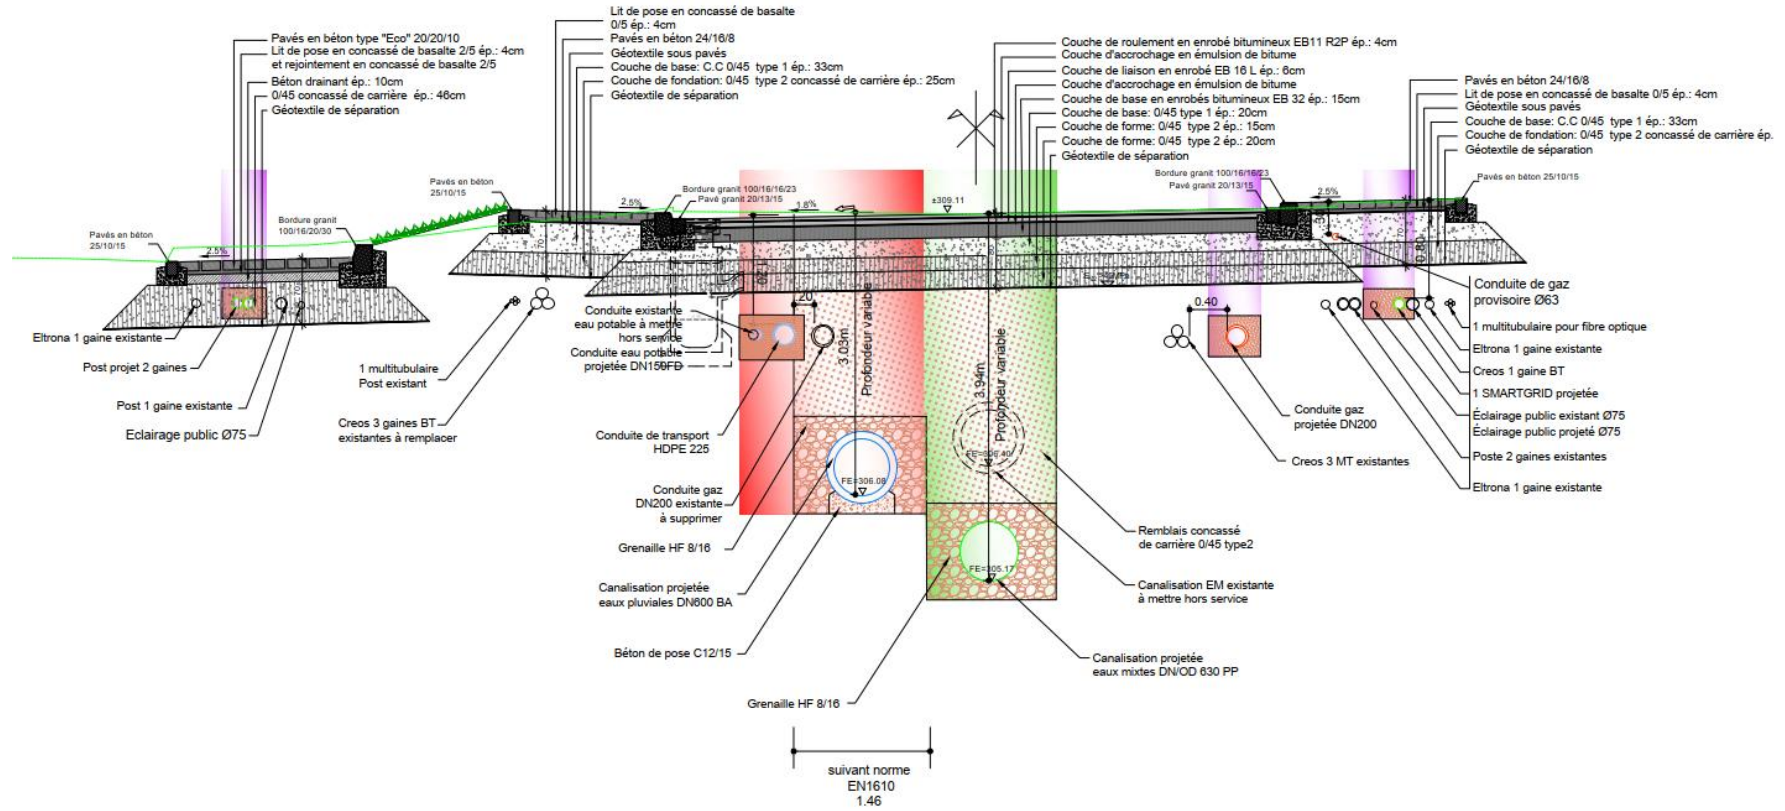 Pavés en béton type "Eco" 20/20/10
Lit de pose en concassé de basalte 2/5 ép.: 4cm
et rejointement en concassé de basalte 2/5
Béton drainant ép.: 10cm
0/45 concassé de carrière ép.: 46cm
Géotextile de séparation
Lit de pose en concassé de basalte
0/5 ép.: 4cm
Pavés en béton 24/16/8
Géotextile sous pavés
Couche de base: C.C 0/45 type 1 ép.: 33cm
Couche de fondation: 0/45 type 2 concassé de carrière ép.: 25cm
Géotextile de séparation
Couche de roulement en enrobé bitumineux EB11 R2P ép.: 4cm
Couche d'accrochage en émulsion de bitume
Couche de liaison en enrobé EB 16 L ép.: 6cm
Couche d'accrochage en émulsion de bitume
Couche de base en enrobés bitumineux EB 32 ép.: 15cm
Couche de base: 0/45 type 1 ép.: 20cm
Couche de forme: 0/45 type 2 ép.: 15cm
Couche de forme: 0/45 type 2 ép.: 20cm
Géotextile de séparation
Pavés en béton 24/16/8
Lit de pose en concassé de basalte 0/5 ép.: 4cm
Géotextile sous pavés
Couche de base: C.C 0/45 type 1 ép.: 33cm
Couche de fondation: 0/45 type 2 concassé de carrière ép.
Géotextile de séparation
Pavés en béton
25/10/15
2.5%
Bordure granit
100/16/20/30
Pavés en béton
25/10/15
2.5%
Bordure granit 100/16/16/23
Pavé granit 20/13/15
1.8%
±309.11
Bordure granit 100/16/16/23
Pavé granit 20/13/15
2.5%
Pavés en béton 25/10/15
70
70
80
1.20
20
0.80
0.40
3.03m
Profondeur variable
3.94m
Profondeur variable
FE=306.40
FE=306.08
FE=305.17
Eltrona 1 gaine existante
Post projet 2 gaines
Post 1 gaine existante
Eclairage public Ø75
1 multitubulaire
Post existant
Creos 3 gaines BT
existantes à remplacer
Conduite existante
eau potable à mettre
hors service
Conduite eau potable
projetée DN150FD
Conduite de transport
HDPE 225
Conduite gaz
DN200 existante
à supprimer
Grenaille HF 8/16
Canalisation projetée
eaux pluviales DN600 BA
Béton de pose C12/15
Grenaille HF 8/16
Remblais concassé
de carrière 0/45 type2
Canalisation EM existante
à mettre hors service
Canalisation projetée
eaux mixtes DN/OD 630 PP
Conduite gaz
projetée DN200
Creos 3 MT existantes
Conduite de gaz
provisoire Ø63
1 multitubulaire pour fibre optique
Eltrona 1 gaine existante
Creos 1 gaine BT
1 SMARTGRID projetée
Éclairage public existant Ø75
Éclairage public projeté Ø75
Poste 2 gaines existantes
Eltrona 1 gaine existante
suivant norme
EN1610
1.46